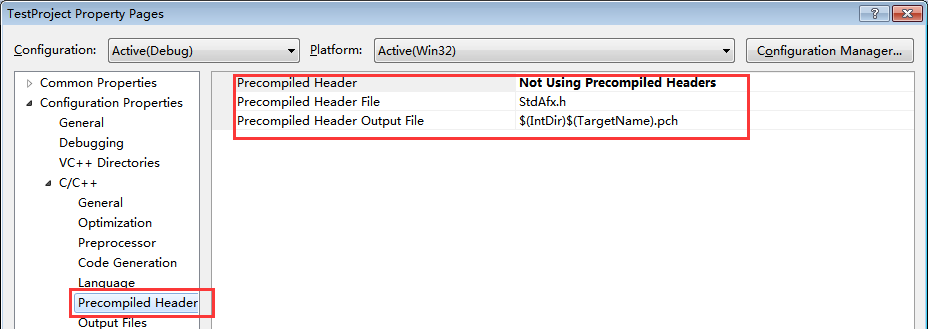 TestProject Property Pages
Configuration: Active(Debug) Platform: Active(Win32) Configuration Manager...
Common Properties
Configuration Properties
General
Debugging
VC++ Directories
C/C++
General
Optimization
Preprocessor
Code Generation
Language
Precompiled Header
Output Files
Precompiled Header Not Using Precompiled Headers
Precompiled Header File StdAfx.h
Precompiled Header Output File $(IntDir)$(TargetName).pch